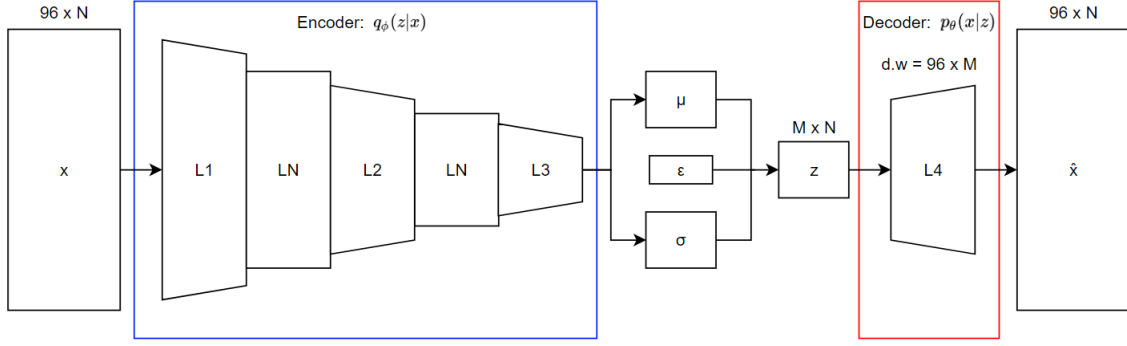 96 x N
x
Encoder: qϕ(z|x)
L1
LN
L2
LN
L3
μ
ε
σ
M x N
z
Decoder: pθ(x|z)
d.w = 96 x M
L4
96 x N
x̂